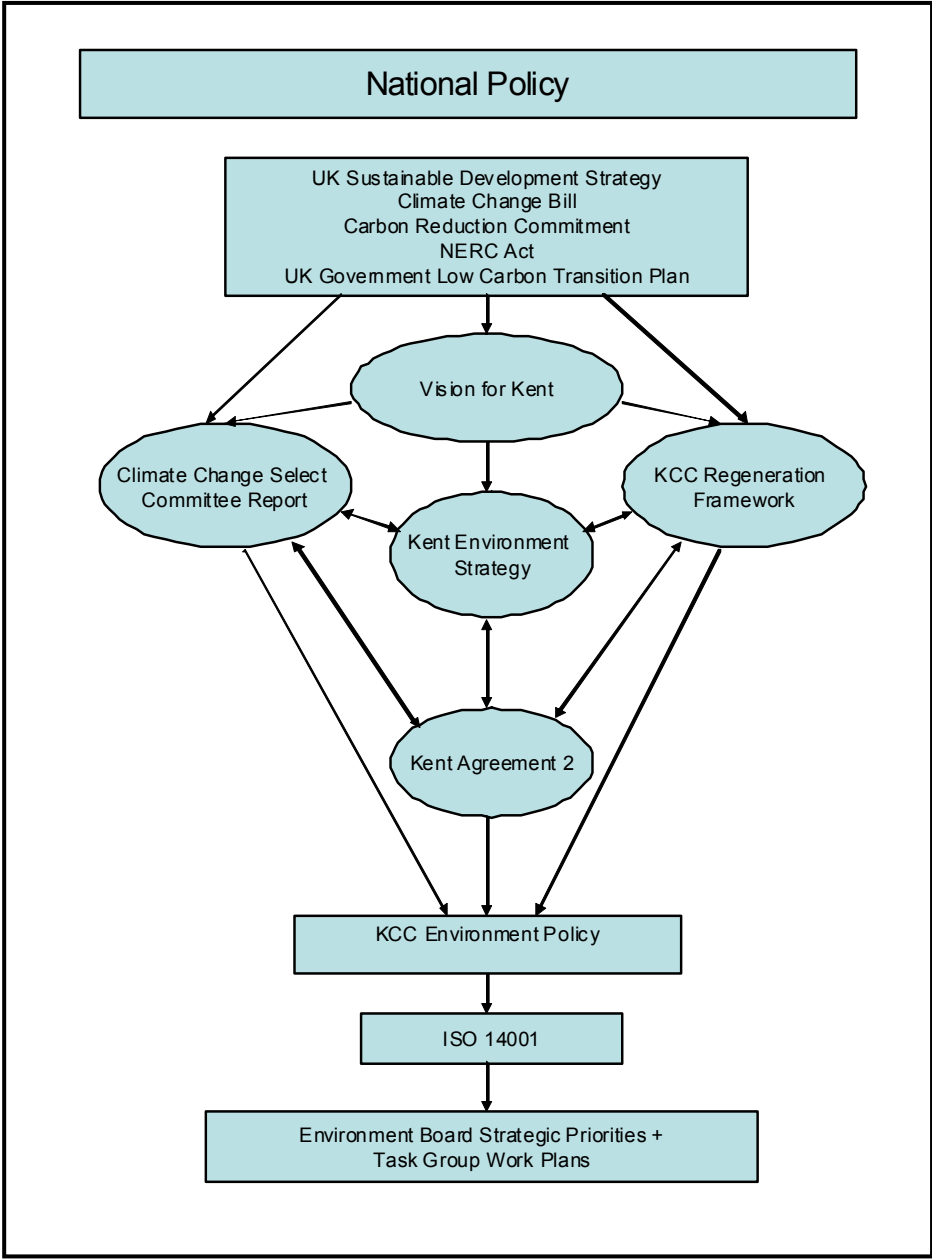 National Policy
UK Sustainable Development Strategy
Climate Change Bill
Carbon Reduction Commitment
NERC Act
UK Government Low Carbon Transition Plan
Vision for Kent
Climate Change Select
Committee Report
KCC Regeneration
Framework
Kent Environment
Strategy
Kent Agreement 2
KCC Environment Policy
ISO 14001
Environment Board Strategic Priorities +
Task Group Work Plans